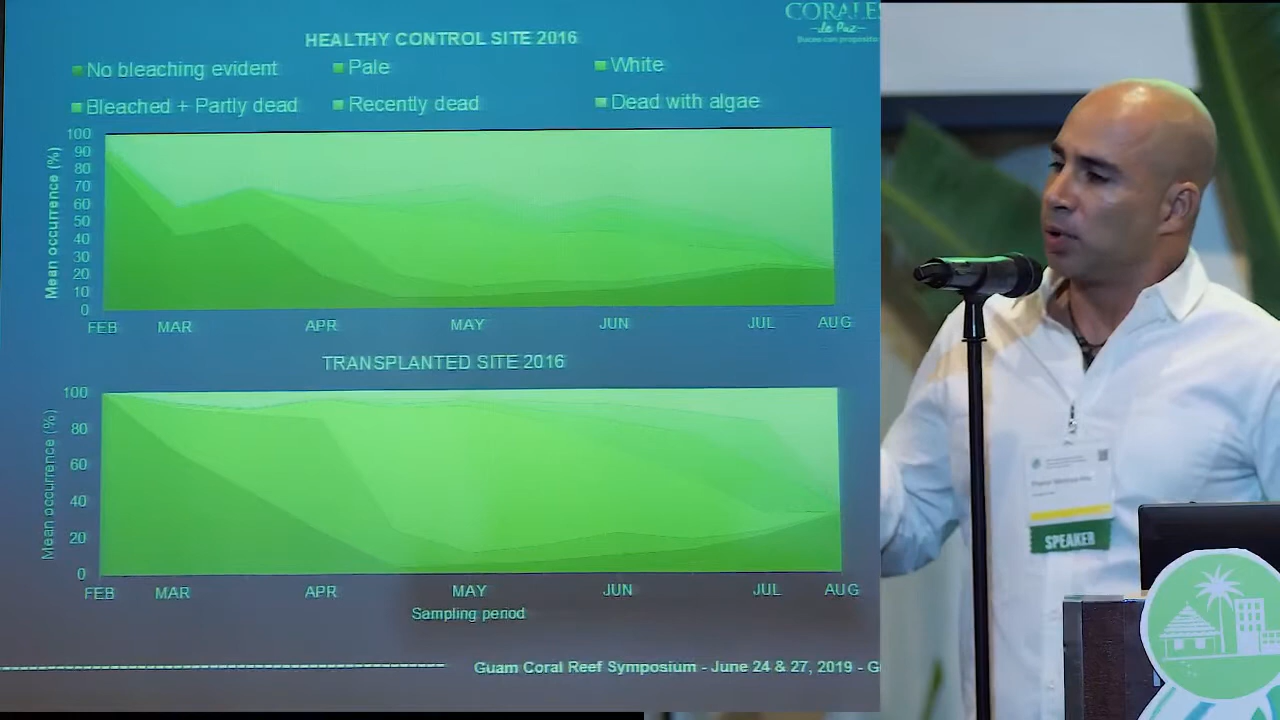 CORALES
de Paz
HEALTHY CONTROL SITE 2016
No bleaching evident
Pale
White
Bleached + Partly dead
Recently dead
Dead with algae
Mean occurrence (%)
100
90
80
70
60
50
40
30
20
10
0
FEB MAR APR MAY JUN JUL AUG
TRANSPLANTED SITE 2016
Mean occurrence (%)
100
80
60
40
20
0
FEB MAR APR MAY JUN JUL AUG
Sampling period
Guam Coral Reef Symposium - June 24 & 27, 2019 - G
SPEAKER